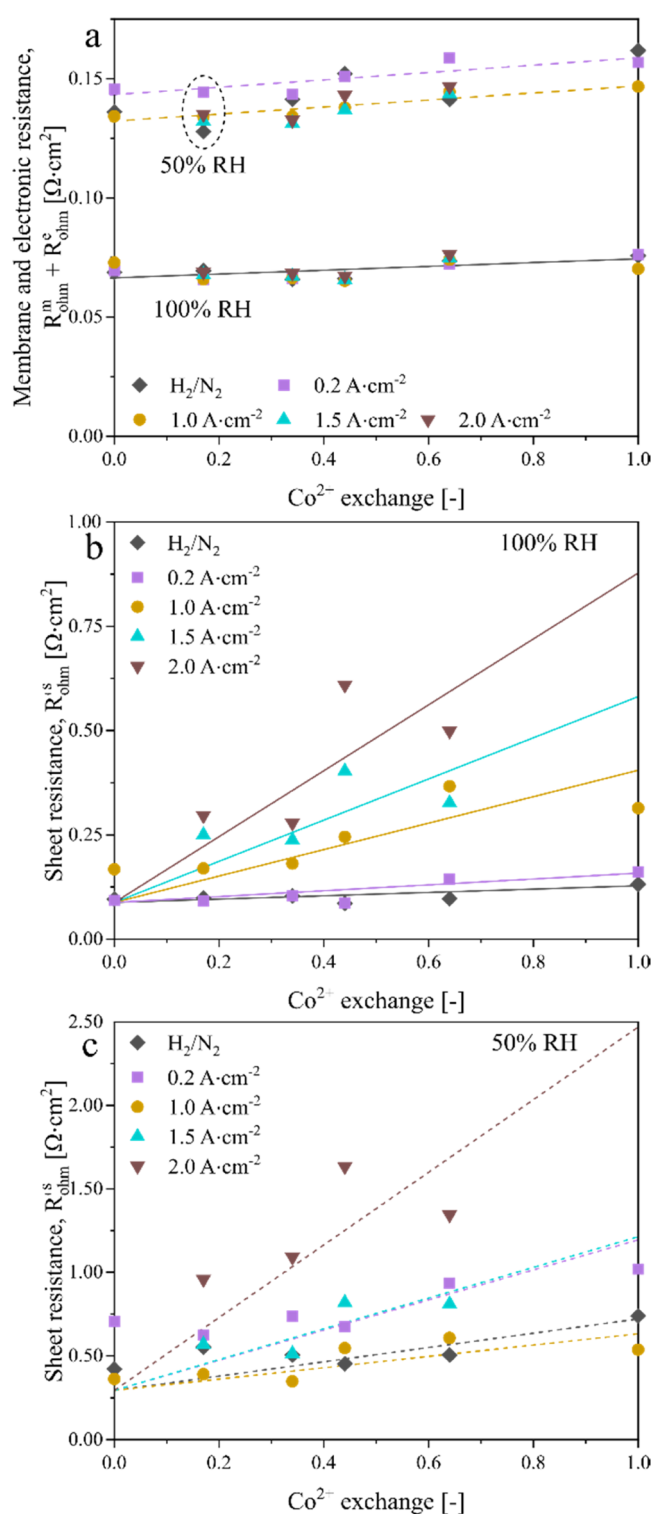 a
Membrane and electronic resistance,
R^m_ohm + R^e_ohm [Ω·cm²]
0.15
0.10
0.05
0.00
50% RH
100% RH
H₂/N₂
0.2 A·cm⁻²
1.0 A·cm⁻²
1.5 A·cm⁻²
2.0 A·cm⁻²
0.0 0.2 0.4 0.6 0.8 1.0
Co²⁻ exchange [-]
b
100% RH
Sheet resistance, R'^s_ohm [Ω·cm²]
1.00
0.75
0.50
0.25
0.00
H₂/N₂
0.2 A·cm⁻²
1.0 A·cm⁻²
1.5 A·cm⁻²
2.0 A·cm⁻²
0.0 0.2 0.4 0.6 0.8 1.0
Co²⁺ exchange [-]
c
50% RH
Sheet resistance, R'^s_ohm [Ω·cm²]
2.50
2.00
1.50
1.00
0.50
0.00
H₂/N₂
0.2 A·cm⁻²
1.0 A·cm⁻²
1.5 A·cm⁻²
2.0 A·cm⁻²
0.0 0.2 0.4 0.6 0.8 1.0
Co²⁺ exchange [-]